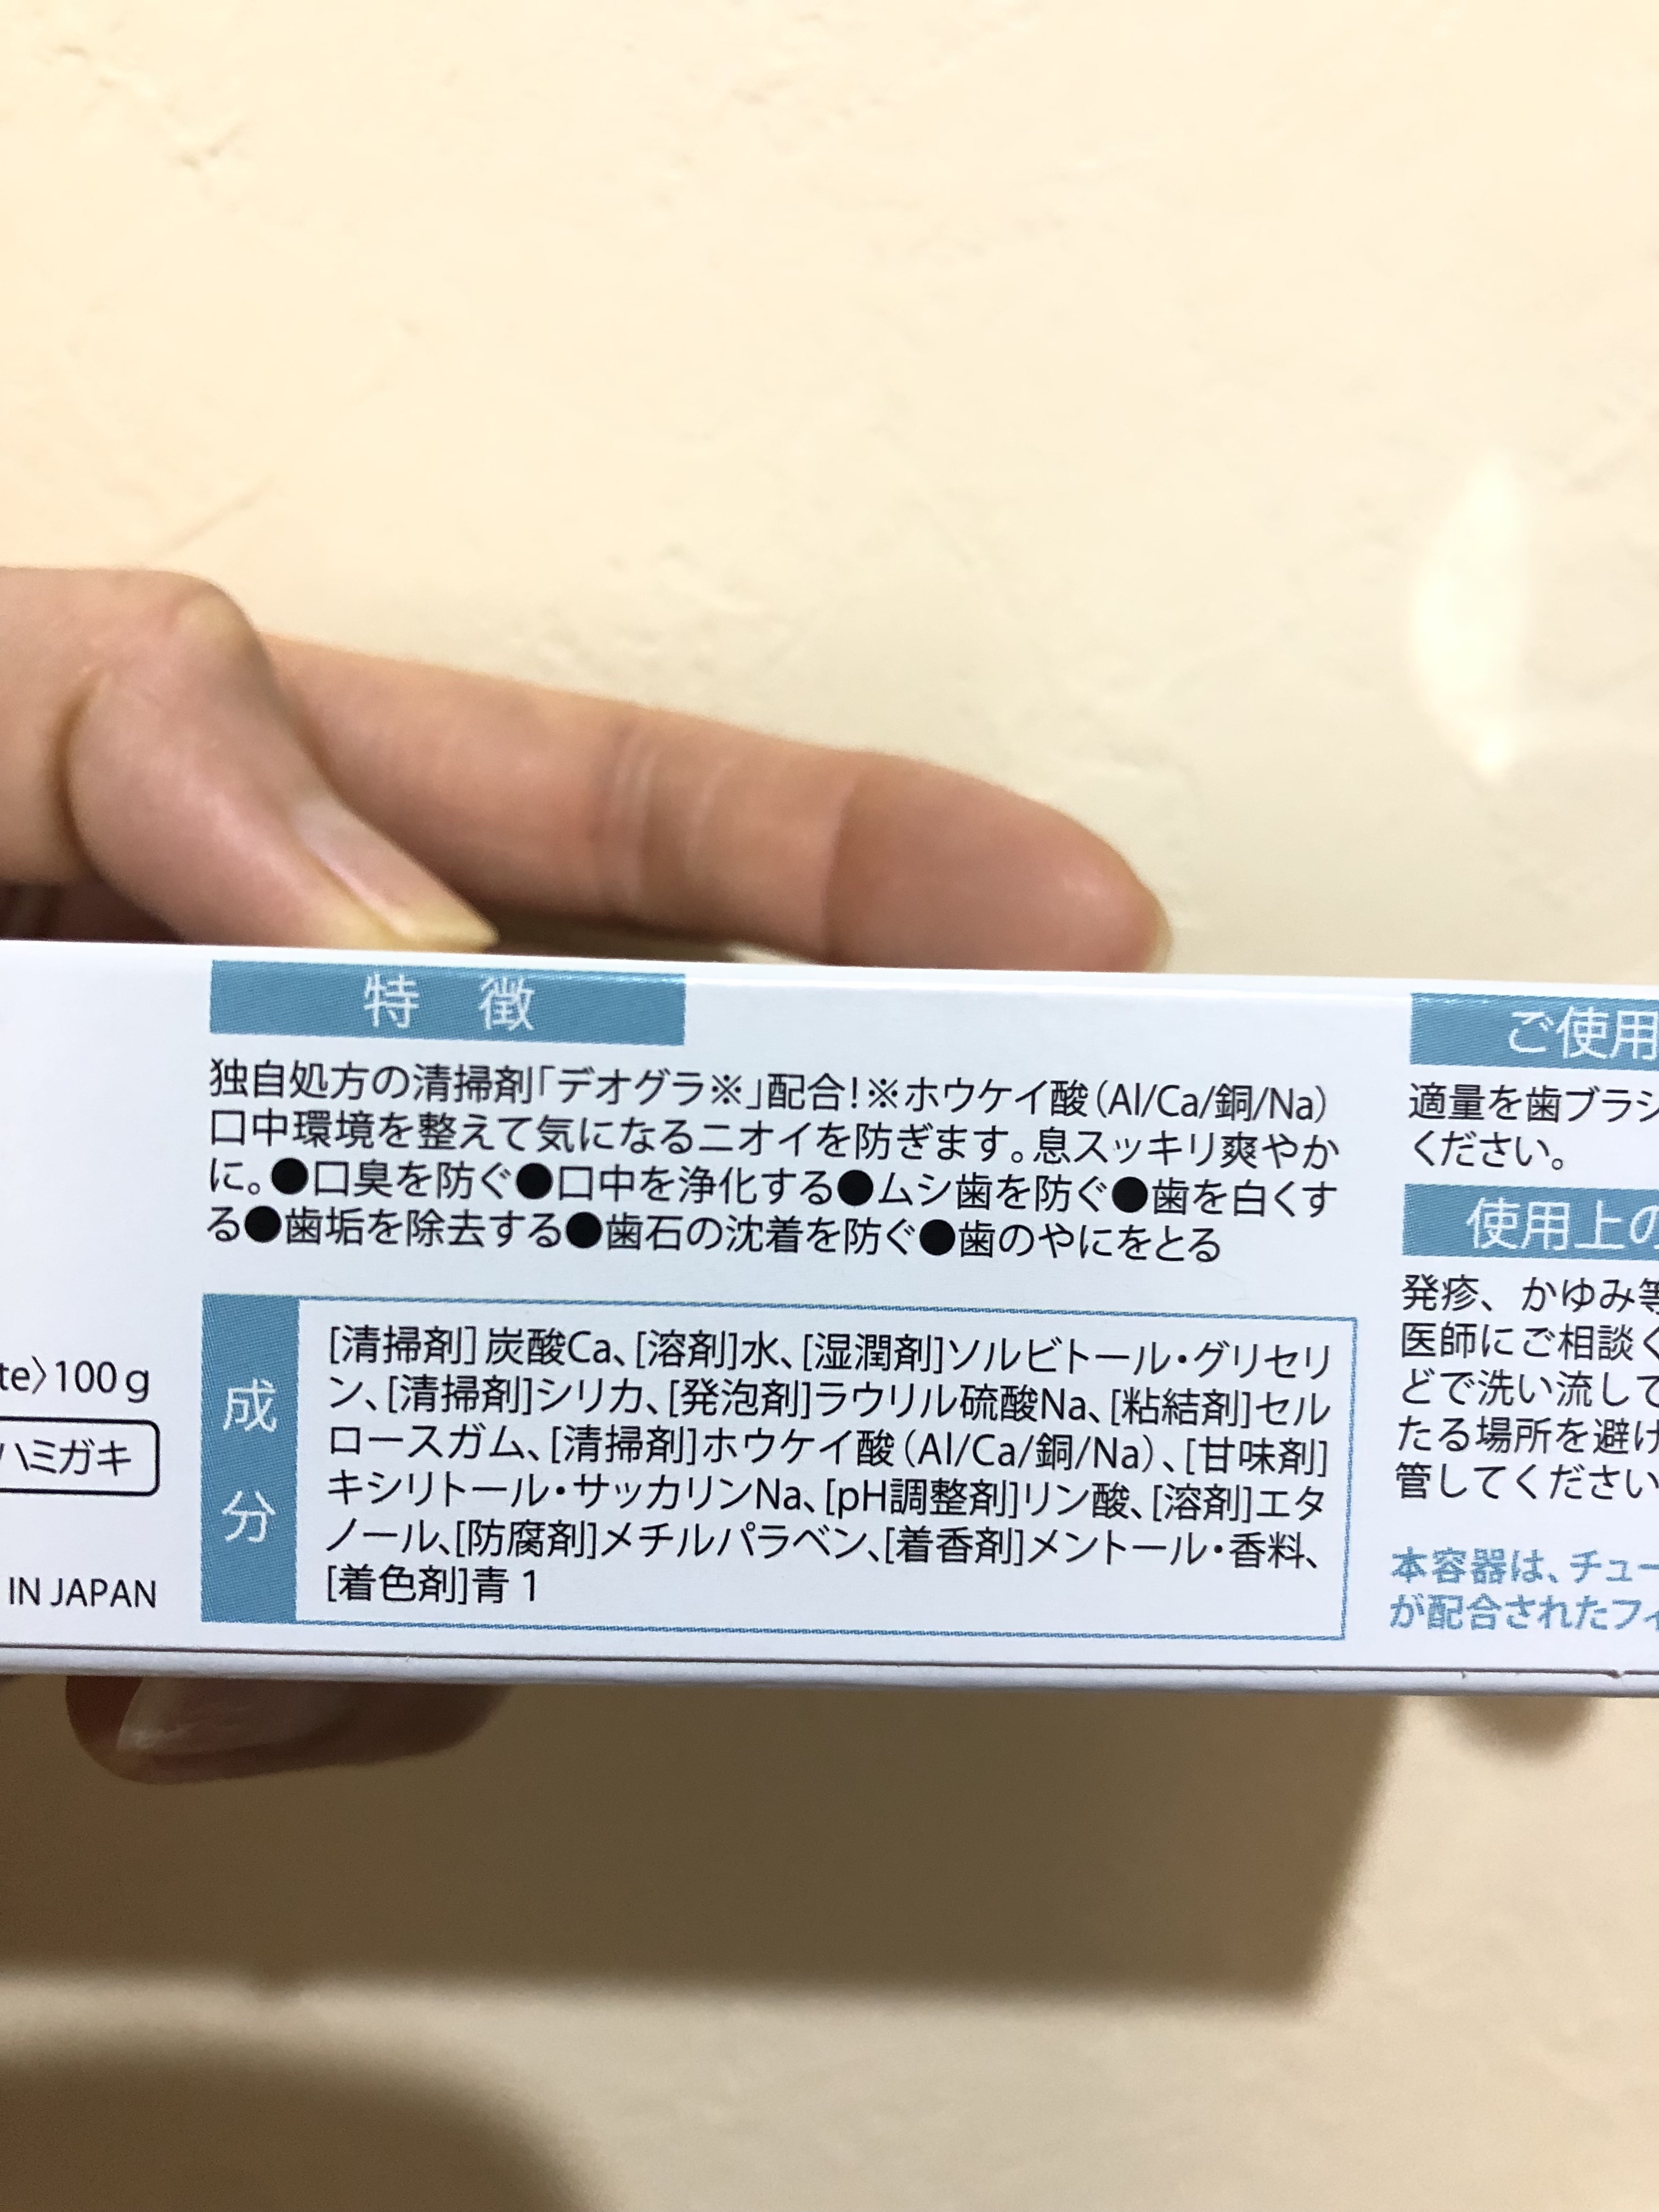 te〉100g
ハミガキ
IN JAPAN
特 徴
独自処方の清掃剤「デオグラ※」配合!※ホウケイ酸(Al/Ca/銅/Na)
口中環境を整えて気になるニオイを防ぎます。息スッキリ爽やか
に。●口臭を防ぐ●口中を浄化する●ムシ歯を防ぐ●歯を白くす
る●歯垢を除去する●歯石の沈着を防ぐ●歯のやにをとる
成分
[清掃剤]炭酸Ca、[溶剤]水、[湿潤剤]ソルビトール・グリセリ
ン、[清掃剤]シリカ、[発泡剤]ラウリル硫酸Na、[粘結剤]セル
ロースガム、[清掃剤]ホウケイ酸(Al/Ca/銅/Na)、[甘味剤]
キシリトール・サッカリンNa、[pH調整剤]リン酸、[溶剤]エタ
ノール、[防腐剤]メチルパラベン、[着香剤]メントール・香料、
[着色剤]青1
ご使用
適量を歯ブラシ
ください。
使用上の
発疹、かゆみ等
医師にご相談く
どで洗い流して
たる場所を避け
管してください
本容器は、チュー
が配合されたフィ